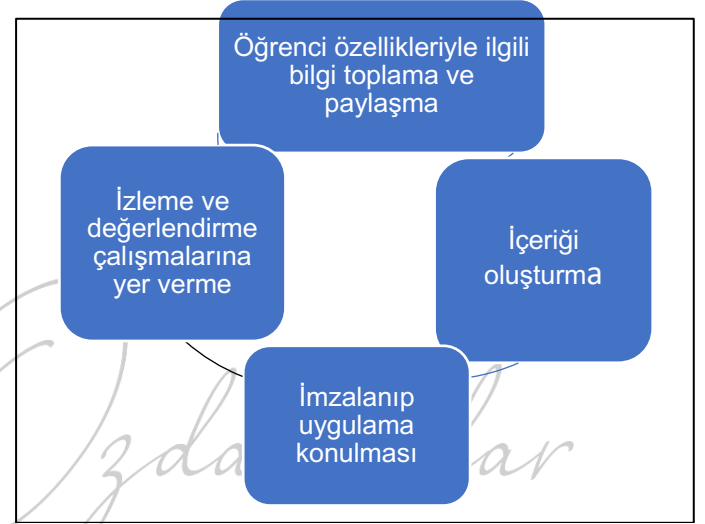 Öğrenci özellikleriyle ilgili
bilgi toplama ve
paylaşma
İçeriği
oluşturma
İmzalanıp
uygulama
konulması
İzleme ve
değerlendirme
çalışmalarına
yer verme